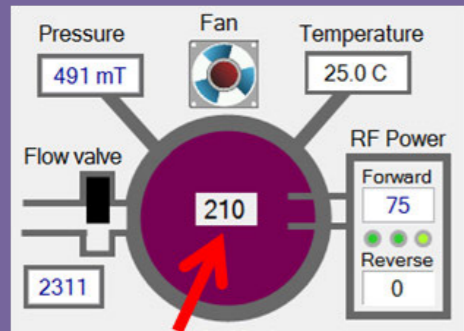 Pressure
Fan
Temperature
491 mT
25.0 C
Flow valve
RF Power
Forward
210
75
Reverse
2311
0